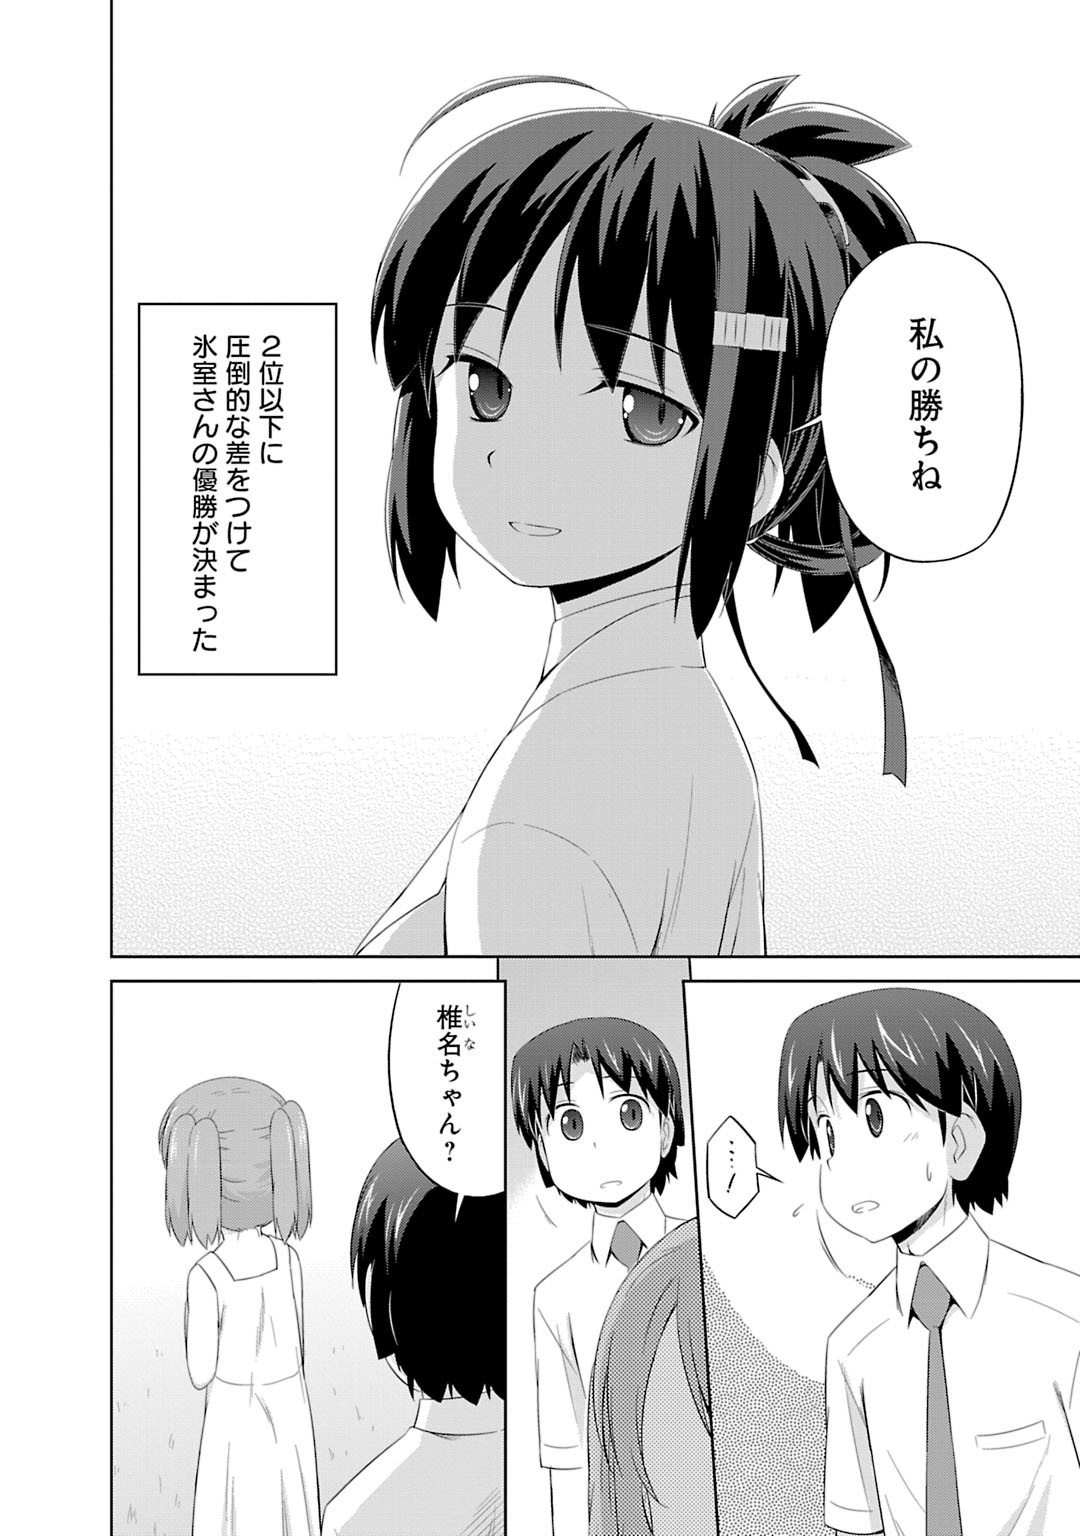 私の勝ちね
２位以下に
圧倒的な差をつけて
氷室さんの優勝が決まった
……！
椎名ちゃん？
しいな